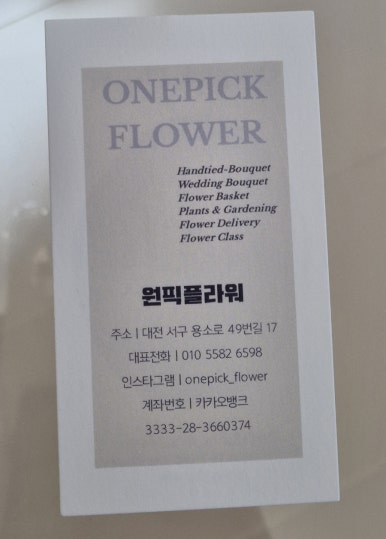 ONEPICK
FLOWER
Handtied-Bouquet
Wedding Bouquet
Flower Basket
Plants & Gardening
Flower Delivery
Flower Class
원픽플라워
주소 | 대전 서구 용소로 49번길 17
대표전화 | 010 5582 6598
인스타그램 | onepick_flower
계좌번호 | 카카오뱅크
3333-28-3660374